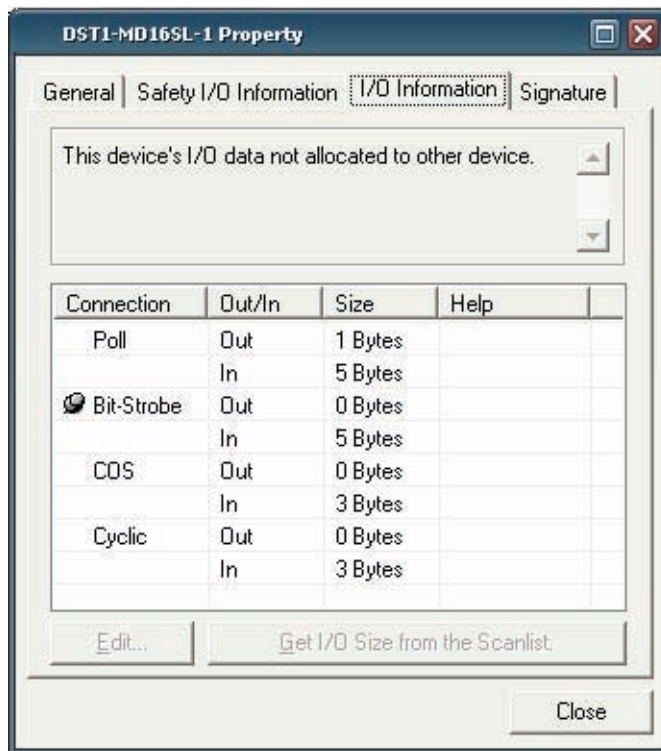 DST1-MD16SL-1 Property
General Safety I/O Information I/O Information Signature
This device's I/O data not allocated to other device.
Connection Out/In Size Help
Poll Out 1 Bytes
In 5 Bytes
Bit-Strobe Out 0 Bytes
In 5 Bytes
COS Out 0 Bytes
In 3 Bytes
Cyclic Out 0 Bytes
In 3 Bytes
Edit... Get I/O Size from the Scanlist.
Close